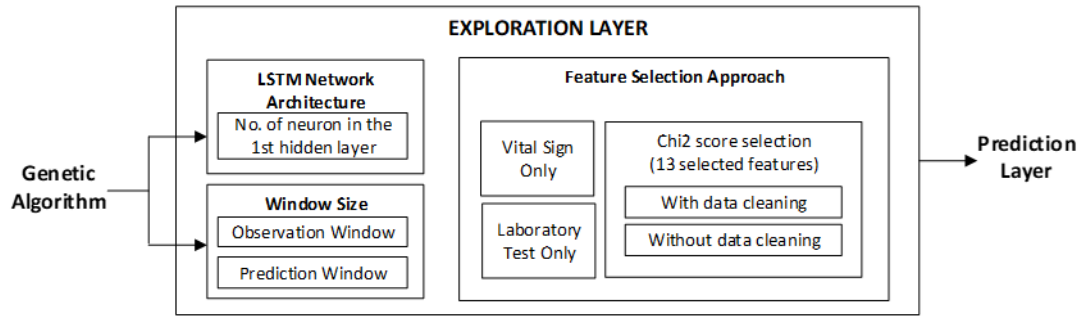 Genetic
Algorithm
EXPLORATION LAYER
LSTM Network
Architecture
No. of neuron in the
1st hidden layer
Window Size
Observation Window
Prediction Window
Feature Selection Approach
Vital Sign
Only
Laboratory
Test Only
Chi2 score selection
(13 selected features)
With data cleaning
Without data cleaning
Prediction
Layer